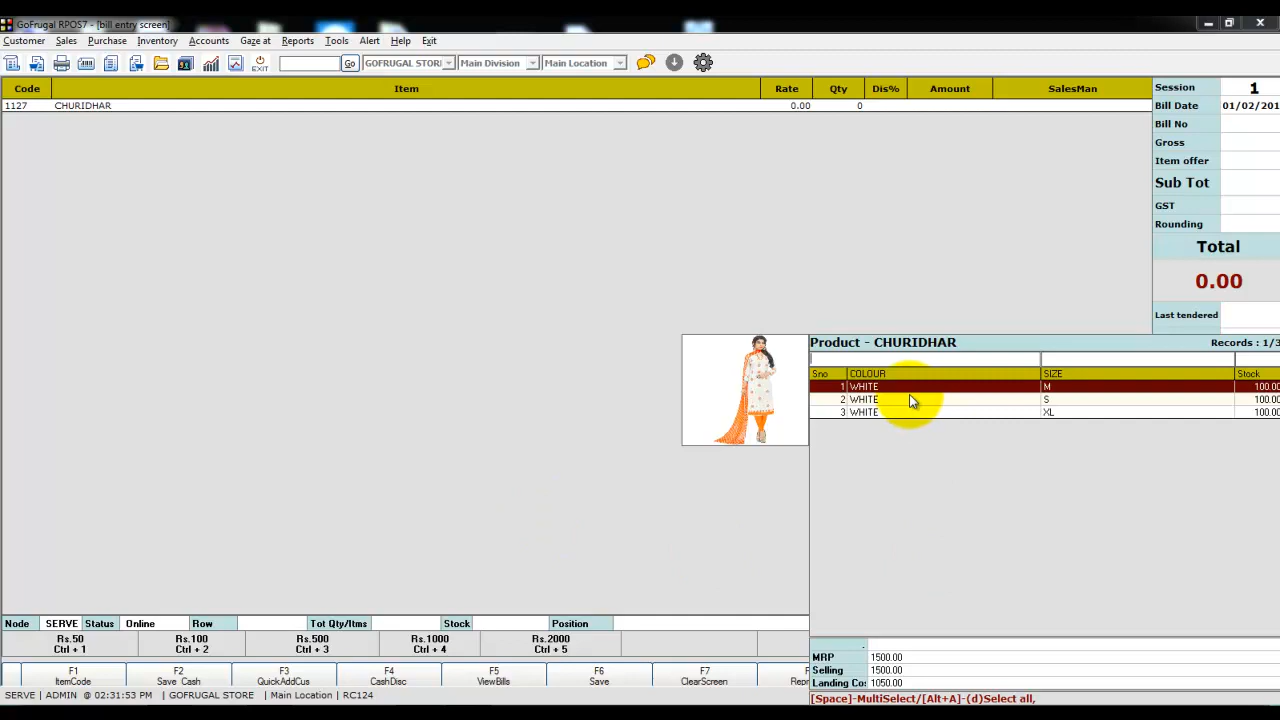 GoFrugal RPOS7 - [bill entry screen]
Customer Sales Purchase Inventory Accounts Gaze at Reports Tools Alert Help Exit
EXIT Go GOFRUGAL STORI Main Division Main Location
Code Item Rate Qty Dis% Amount SalesMan
1127 CHURIDHAR 0.00 0
Session 1
Bill Date 01/02/201
Bill No
Gross
Item offer
Sub Tot
GST
Rounding
Total
0.00
Last tendered
Product - CHURIDHAR Records : 1/3
Sno COLOUR SIZE Stock
1 WHITE M 100.00
2 WHITE S 100.00
3 WHITE XL 100.00
MRP 1500.00
Selling 1500.00
Landing Cos 1050.00
[Space]-MultiSelect/[Alt+A]-(d)Select all,
Node SERVE Status Online Row Tot Qty/Itms Stock Position
Rs.50 Rs.100 Rs.500 Rs.1000 Rs.2000
Ctrl + 1 Ctrl + 2 Ctrl + 3 Ctrl + 4 Ctrl + 5
F1 F2 F3 F4 F5 F6 F7 F
ItemCode Save Cash QuickAddCus CashDisc ViewBills Save ClearScreen Repr
SERVE | ADMIN @ 02:31:53 PM | GOFRUGAL STORE | Main Location | RC124